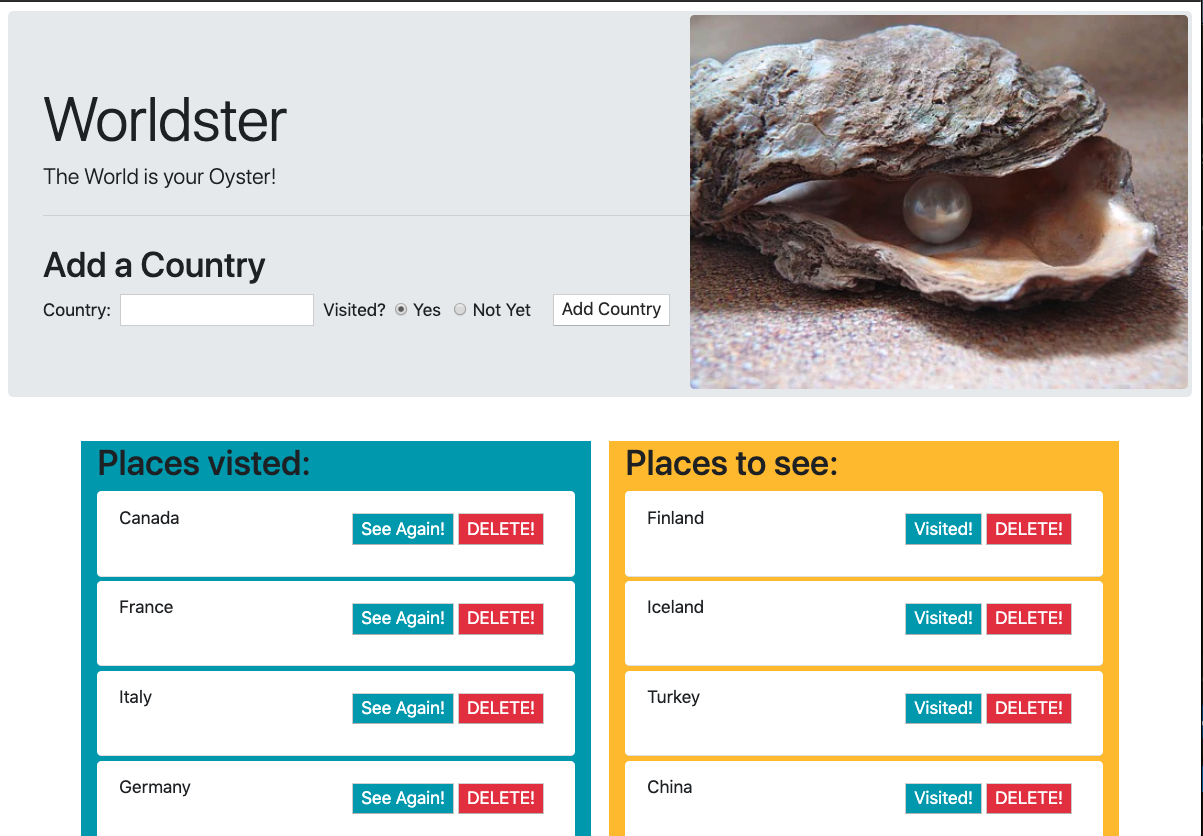 Worldster
The World is your Oyster!
Add a Country
Country: Visited? Yes Not Yet Add Country
Places visted:
Canada See Again! DELETE!
France See Again! DELETE!
Italy See Again! DELETE!
Germany See Again! DELETE!
Places to see:
Finland Visited! DELETE!
Iceland Visited! DELETE!
Turkey Visited! DELETE!
China Visited! DELETE!